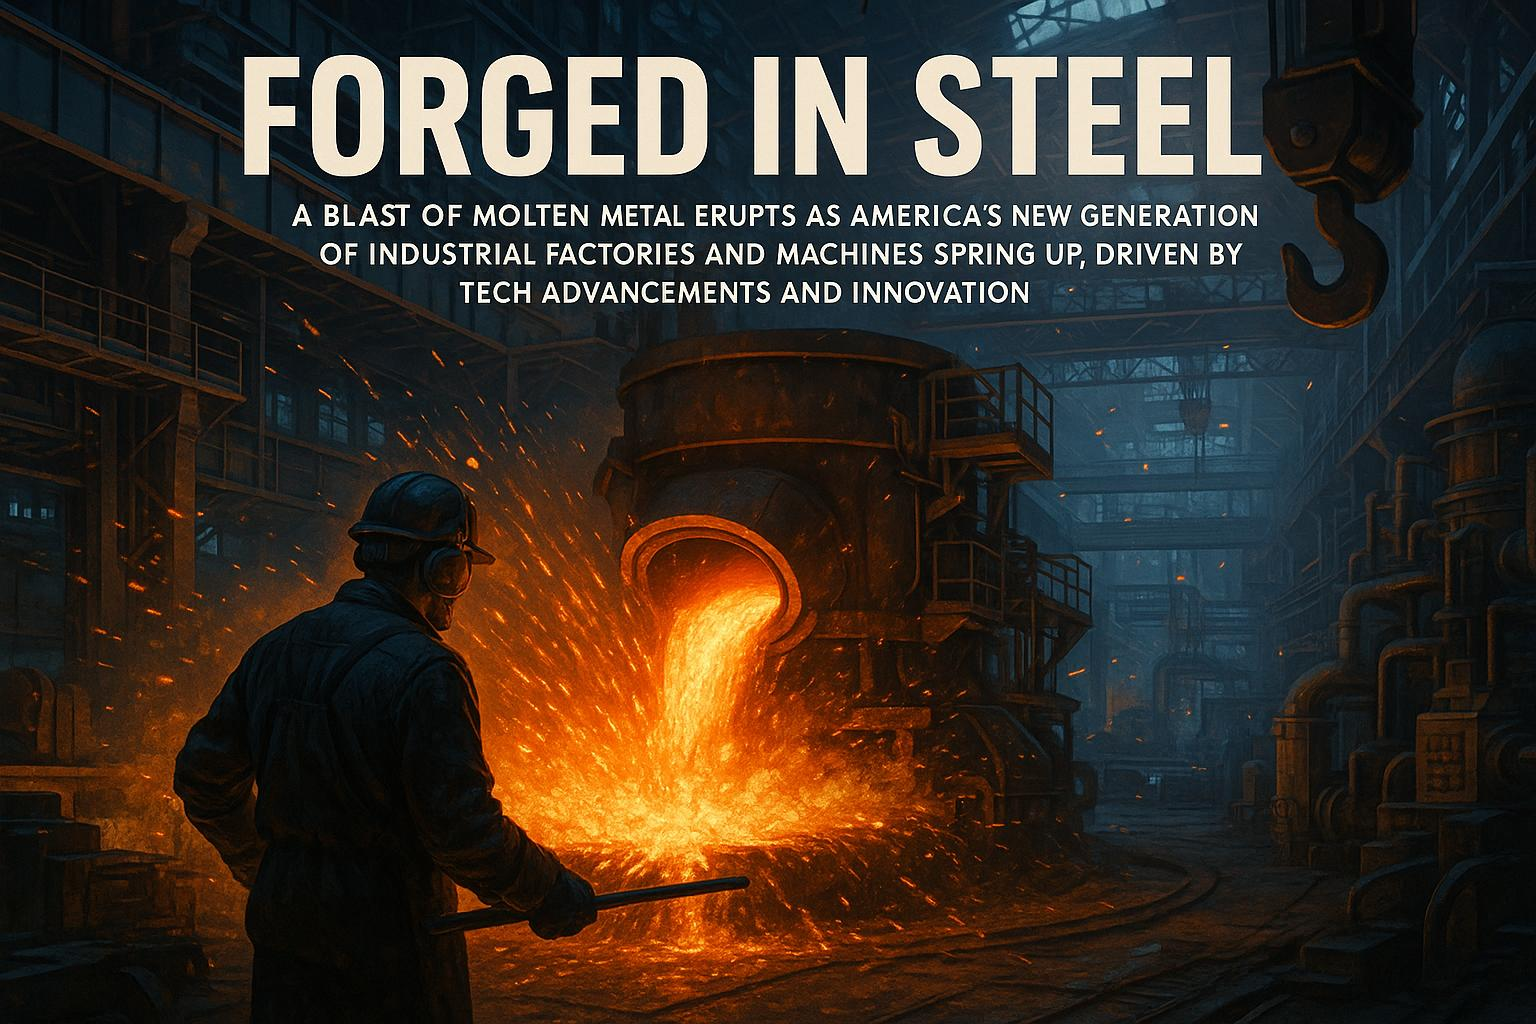 FORGED IN STEEL
A BLAST OF MOLTEN METAL ERUPTS AS AMERICA'S NEW GENERATION
OF INDUSTRIAL FACTORIES AND MACHINES SPRING UP, DRIVEN BY
TECH ADVANCEMENTS AND INNOVATION